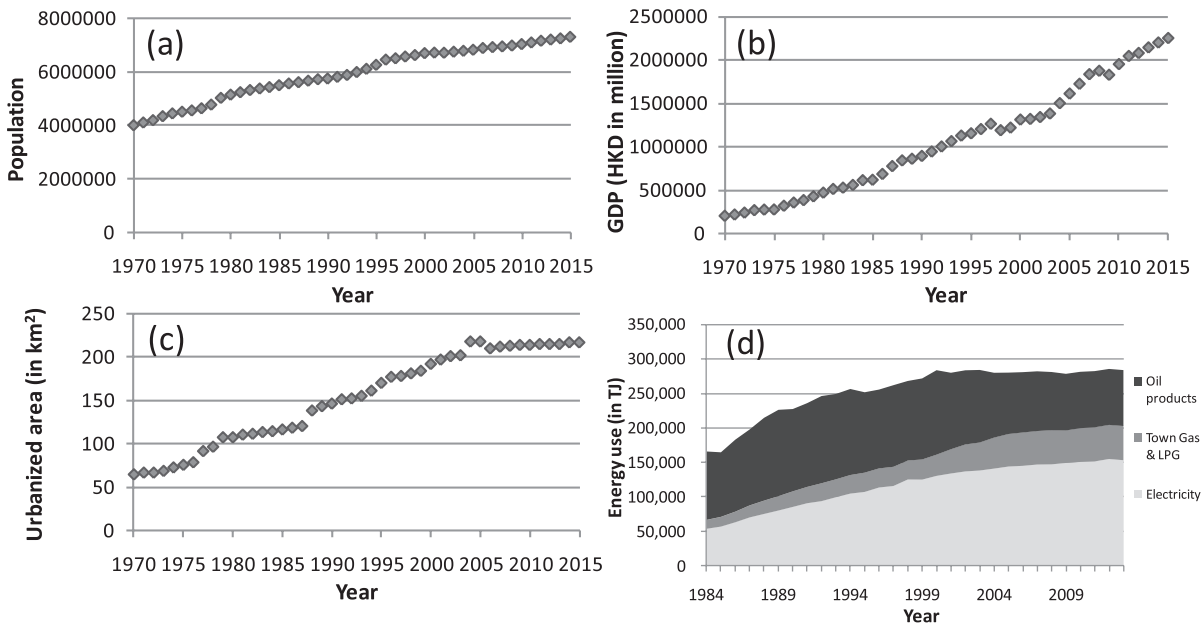 (a)
Population
8000000
6000000
4000000
2000000
0
1970 1975 1980 1985 1990 1995 2000 2005 2010 2015
Year
(b)
GDP (HKD in million)
2500000
2000000
1500000
1000000
500000
0
1970 1975 1980 1985 1990 1995 2000 2005 2010 2015
Year
(c)
Urbanized area (in km²)
250
200
150
100
50
0
1970 1975 1980 1985 1990 1995 2000 2005 2010 2015
Year
(d)
Energy use (in TJ)
350,000
300,000
250,000
200,000
150,000
100,000
50,000
0
1984 1989 1994 1999 2004 2009
Year
Oil
products
Town Gas
& LPG
Electricity